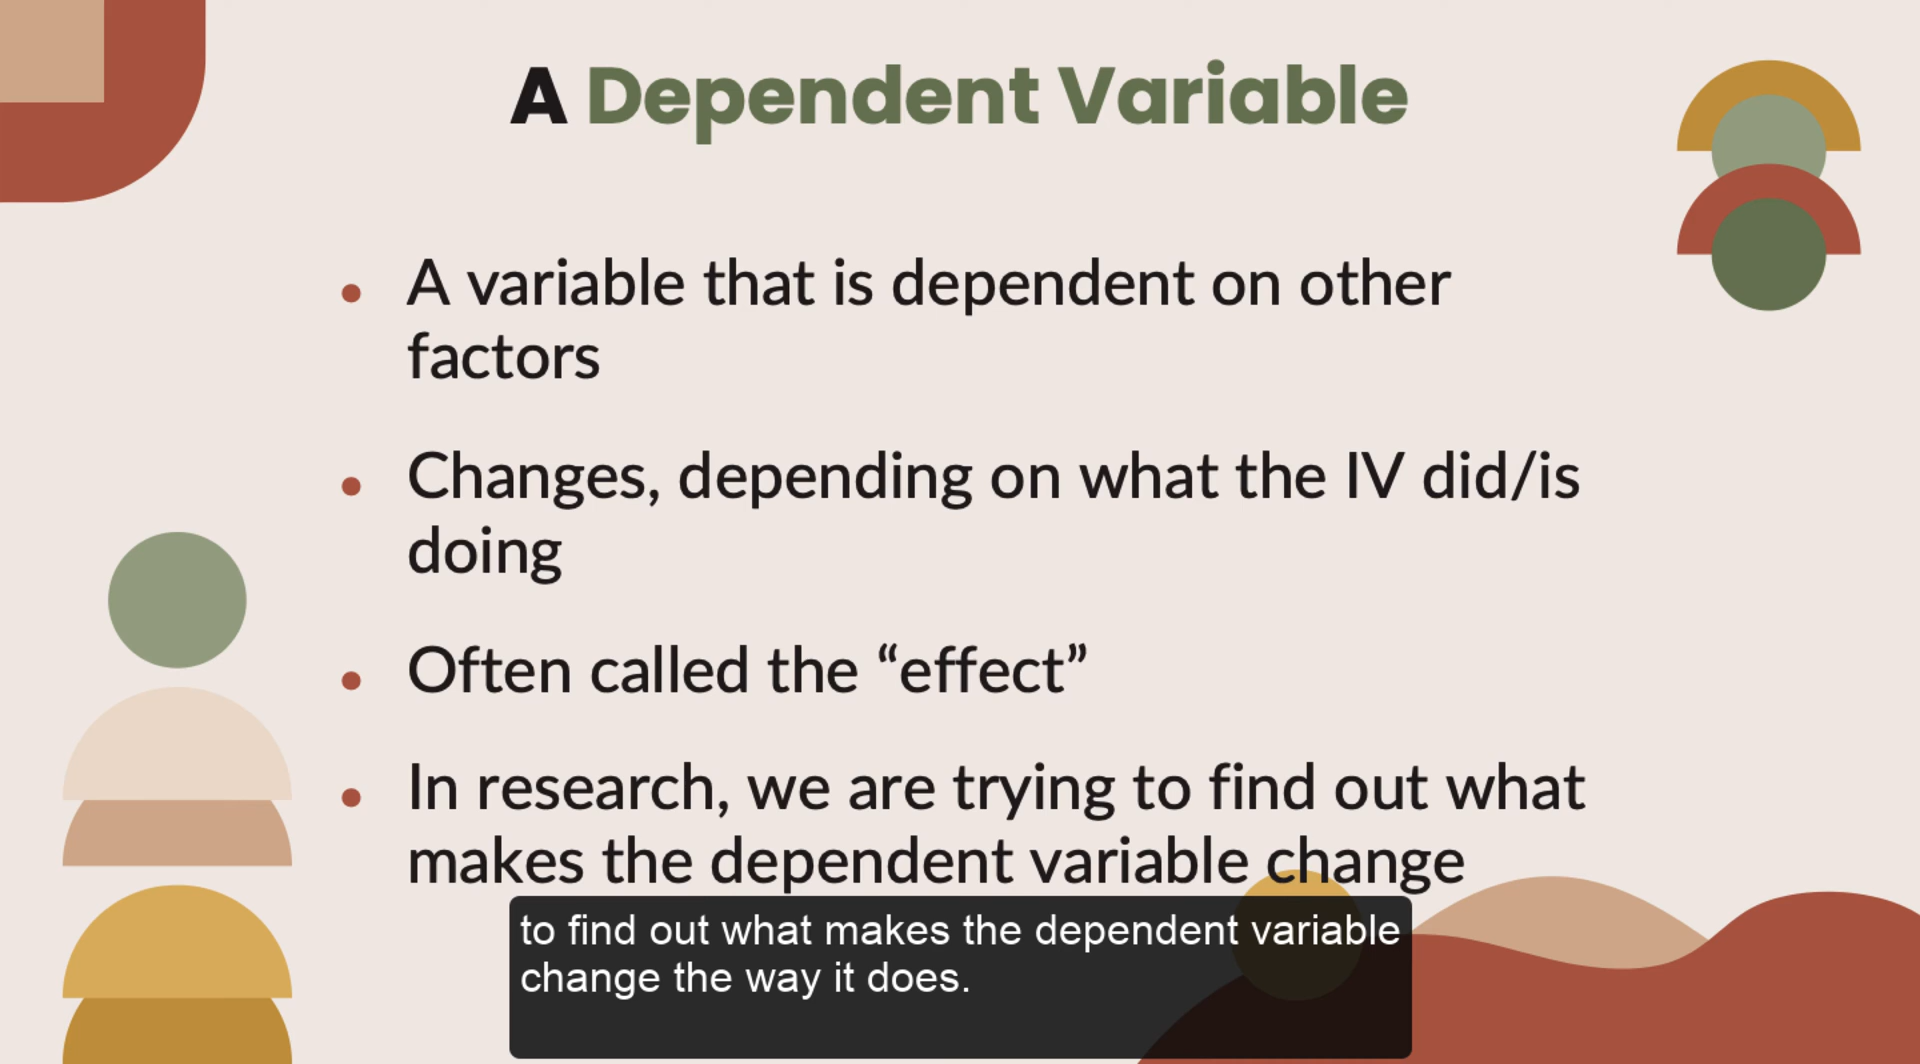 A Dependent Variable
• A variable that is dependent on other
factors
• Changes, depending on what the IV did/is
doing
• Often called the “effect”
• In research, we are trying to find out what
makes the dependent variable change
to find out what makes the dependent variable
change the way it does.